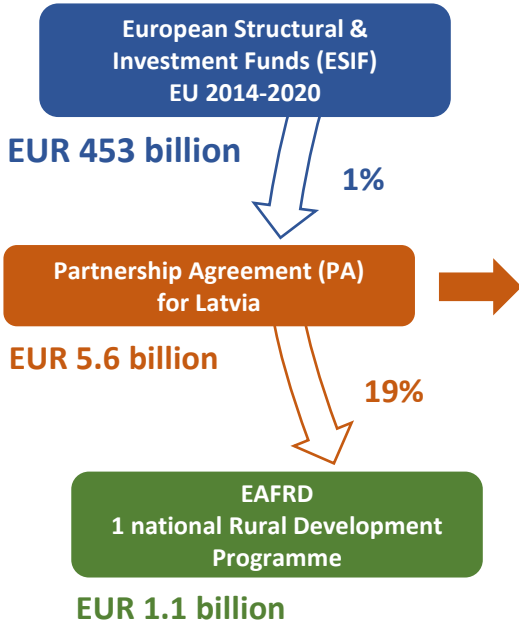 European Structural &
Investment Funds (ESIF)
EU 2014-2020
EUR 453 billion
1%
Partnership Agreement (PA)
for Latvia
EUR 5.6 billion
19%
EAFRD
1 national Rural Development
Programme
EUR 1.1 billion